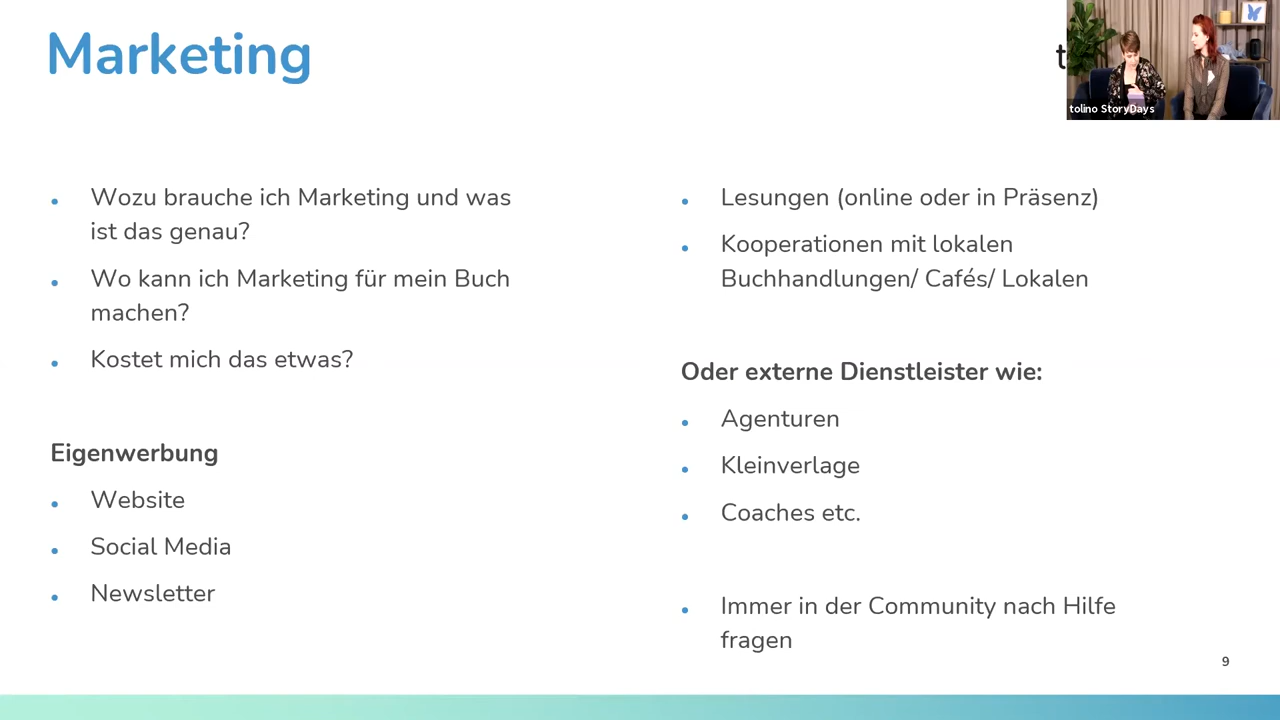 Marketing
tolino StoryDays
Wozu brauche ich Marketing und was
ist das genau?
Wo kann ich Marketing für mein Buch
machen?
Kostet mich das etwas?
Eigenwerbung
Website
Social Media
Newsletter
Lesungen (online oder in Präsenz)
Kooperationen mit lokalen
Buchhandlungen/ Cafés/ Lokalen
Oder externe Dienstleister wie:
Agenturen
Kleinverlage
Coaches etc.
Immer in der Community nach Hilfe
fragen
9